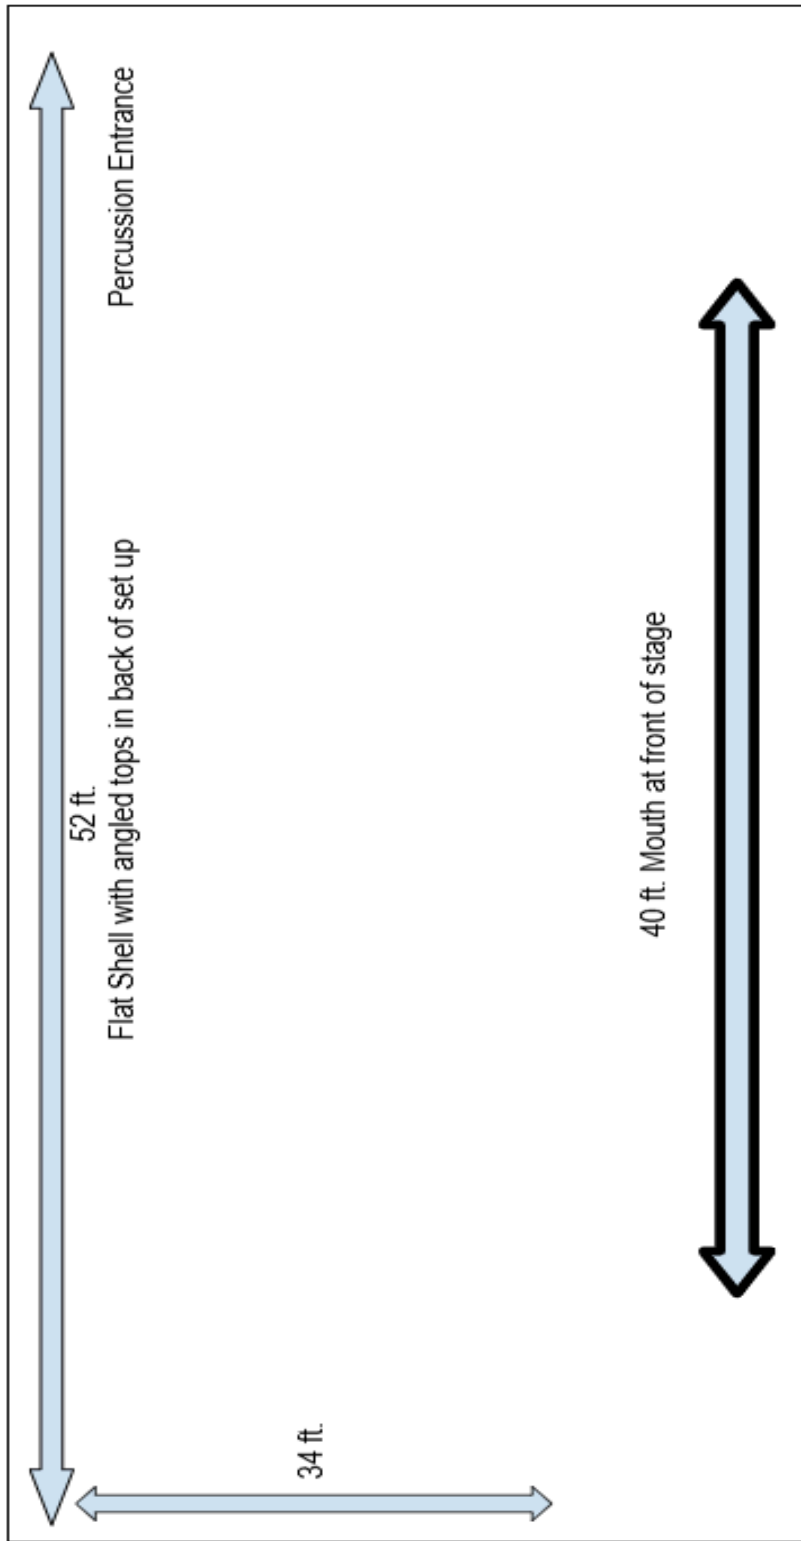 52 ft.
Flat Shell with angled tops in back of set up
Percussion Entrance
34 ft.
40 ft. Mouth at front of stage